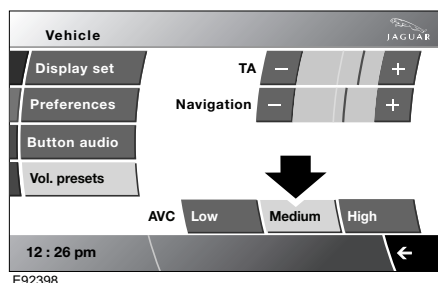 Vehicle
JAGUAR
Display set
TA − +
Preferences
Navigation − +
Button audio
Vol. presets
AVC Low Medium High
12 : 26 pm
E92398